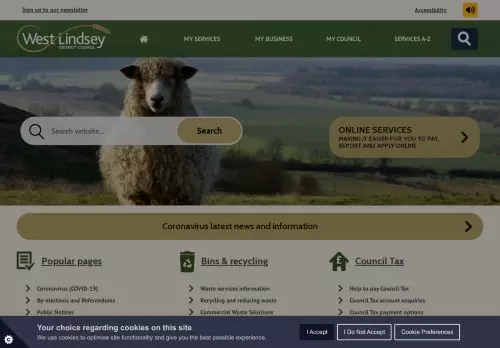 Sign up to our newsletter
Accessibility
West Lindsey
DISTRICT COUNCIL
MY SERVICES
MY BUSINESS
MY COUNCIL
SERVICES A-Z
Search website...
Search
ONLINE SERVICES
MAKING IT EASIER FOR YOU TO PAY,
REPORT AND APPLY ONLINE
Coronavirus latest news and information
Popular pages
Bins & recycling
Council Tax
Coronavirus (COVID-19)
Waste services information
Help to pay Council Tax
By-elections and Referendums
Recycling and reducing waste
Council Tax account enquiries
Public Notices
Commercial Waste Solutions
Council Tax payment options
Your choice regarding cookies on this site
We use cookies to optimise site functionality and give you the best possible experience.
I Accept
I Do Not Accept
Cookie Preferences